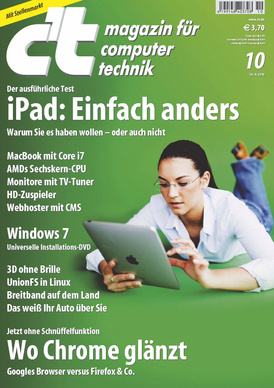 Mit Stellenmarkt
c't magazin für
computer
technik
€ 3,70
10
Der ausführliche Test
iPad: Einfach anders
Warum Sie es haben wollen – oder auch nicht
MacBook mit Core i7
AMDs Sechskern-CPU
Monitore mit TV-Tuner
HD-Zuspieler
Webhoster mit CMS
Windows 7
Universelle Installations-DVD
3D ohne Brille
UnionFS in Linux
Breitband auf dem Land
Das weiß Ihr Auto über Sie
Jetzt ohne Schnüffelfunktion
Wo Chrome glänzt
Googles Browser versus Firefox & Co.